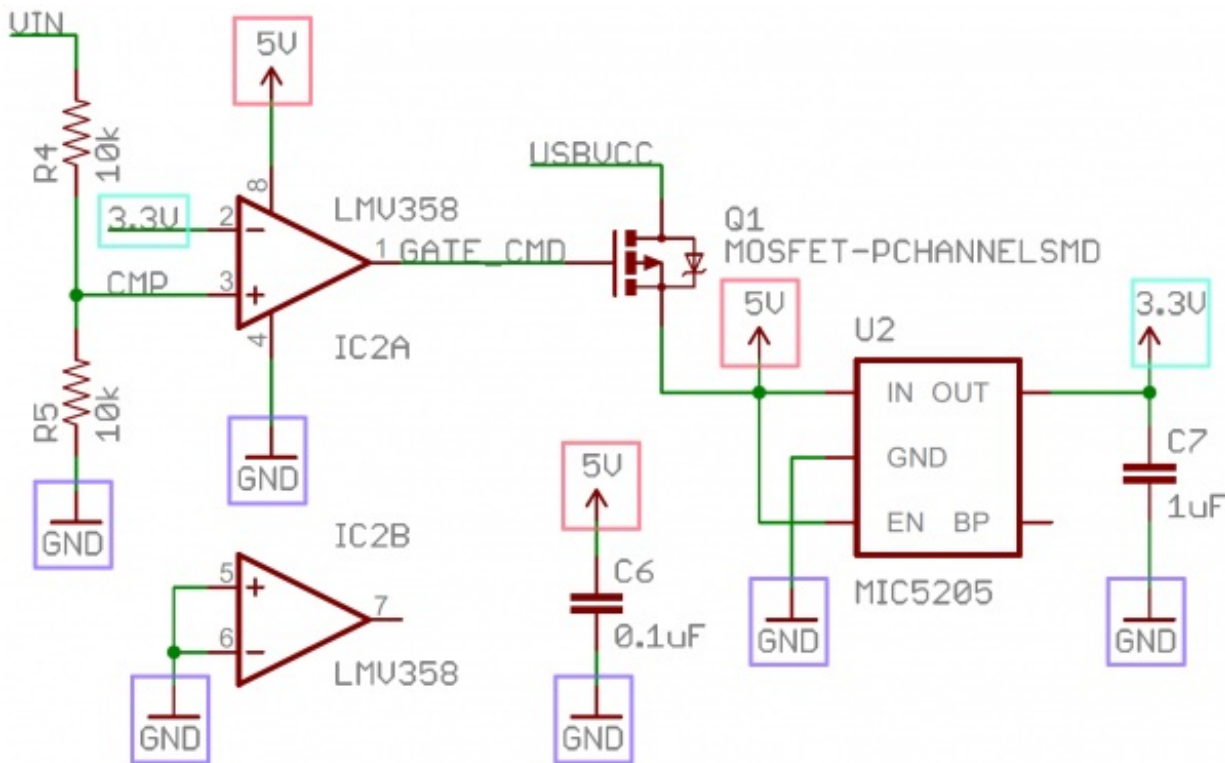 VIN
5V
R4
10k
8
3.3V
2
-
LMV358
1
GATE_CMD
CMP
3
+
4
IC2A
R5
10k
GND
GND
USBVCC
Q1
MOSFET-PCHANNELSMD
5V
U2
3.3V
IN OUT
GND
EN BP
MIC5205
C7
1uF
GND
GND
IC2B
5
+
7
6
-
LMV358
GND
5V
C6
0.1uF
GND